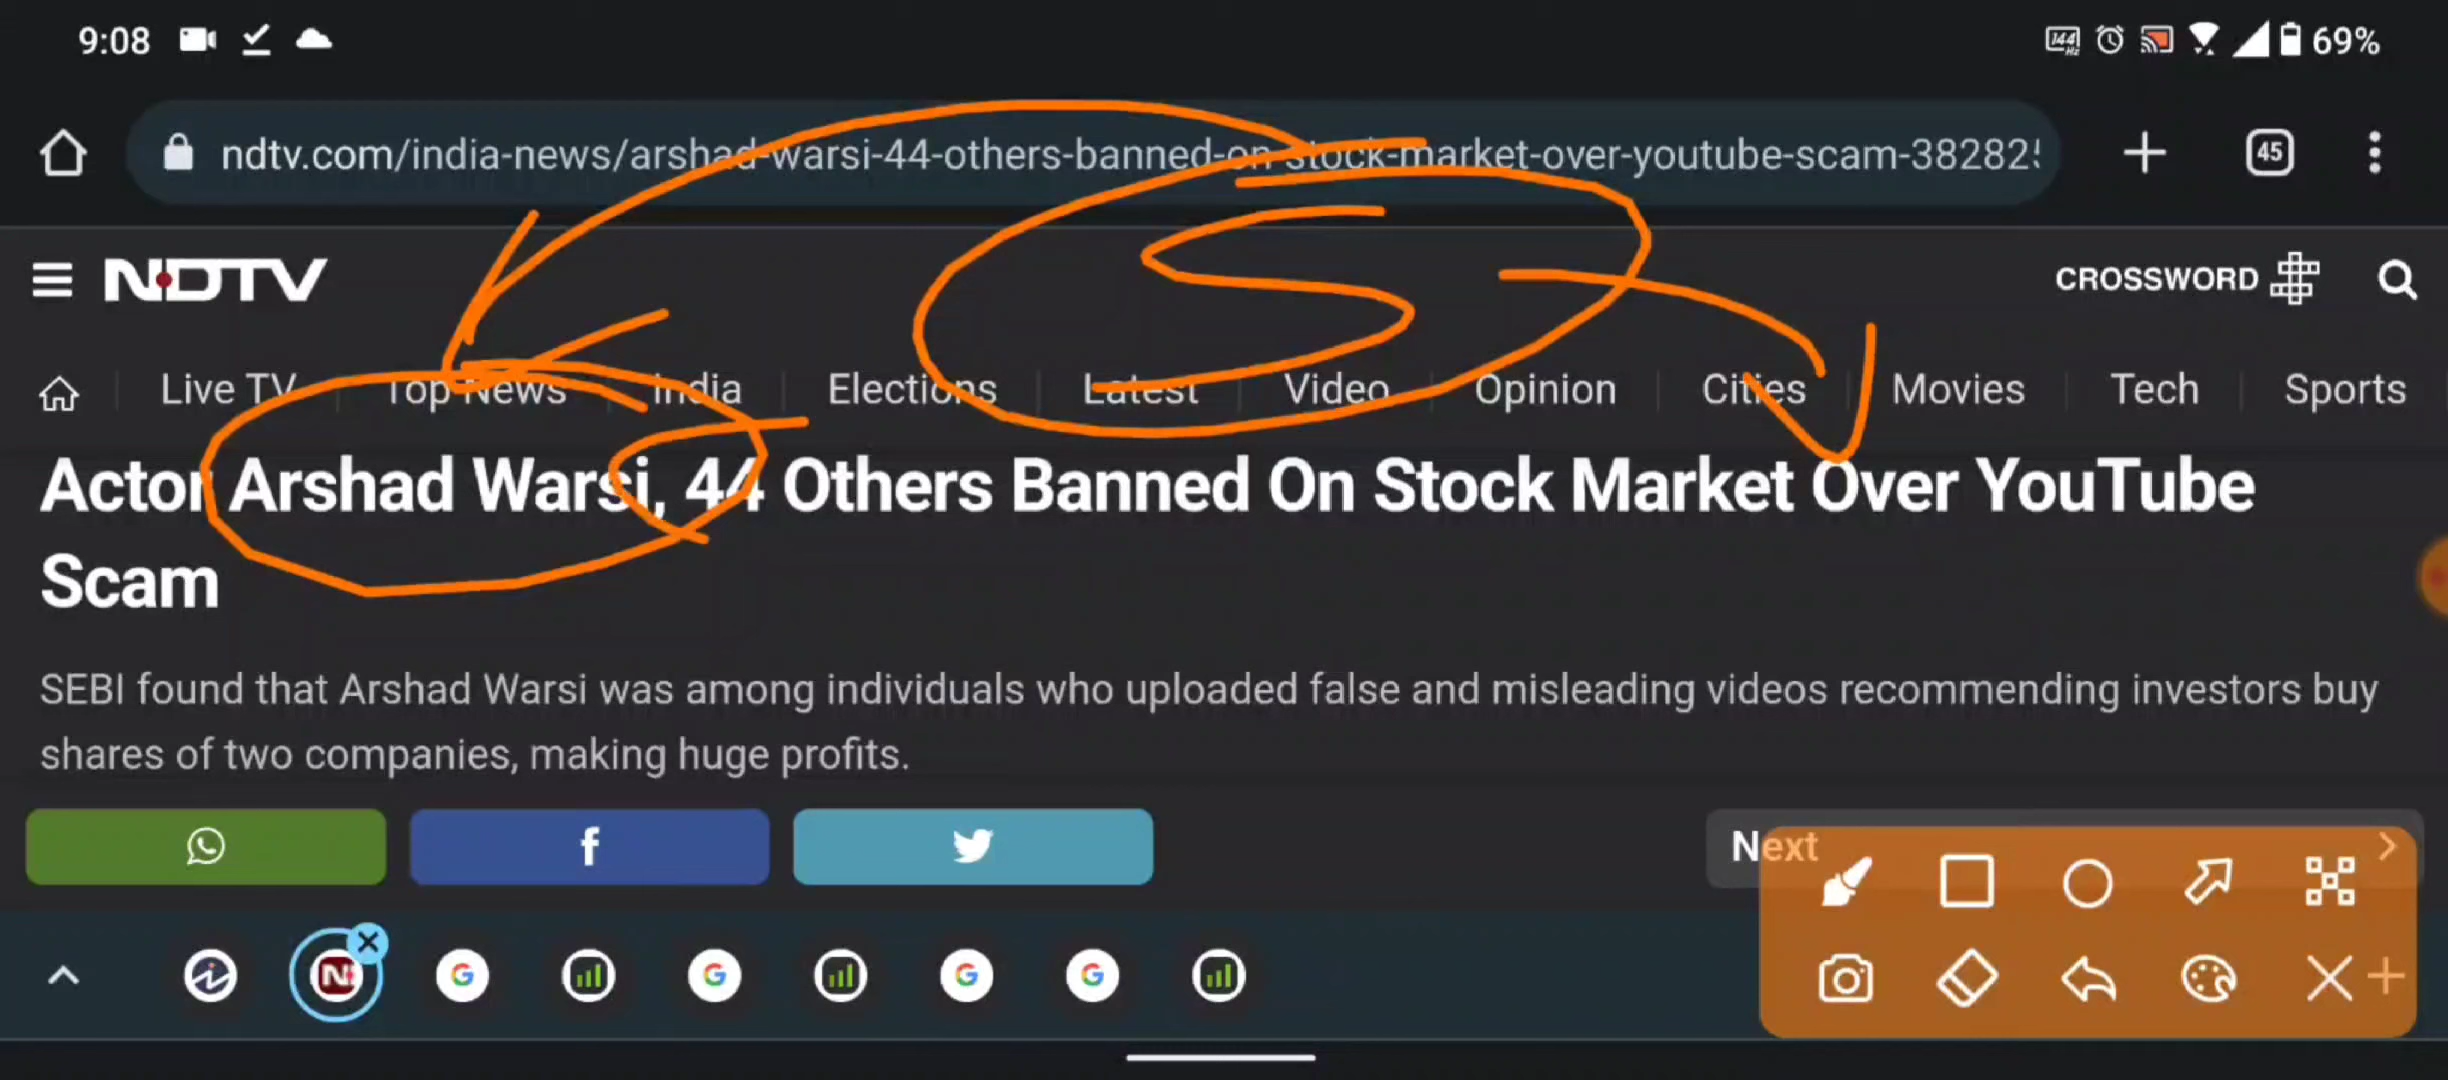 9:08 144 Hz 69%
ndtv.com/india-news/arshad-warsi-44-others-banned-on-stock-market-over-youtube-scam-38282
45
NDTV CROSSWORD
Live TV Top News India Elections Latest Video Opinion Cities Movies Tech Sports
Actor Arshad Warsi, 44 Others Banned On Stock Market Over YouTube
Scam
S
SEBI found that Arshad Warsi was among individuals who uploaded false and misleading videos recommending investors buy
shares of two companies, making huge profits.
Next